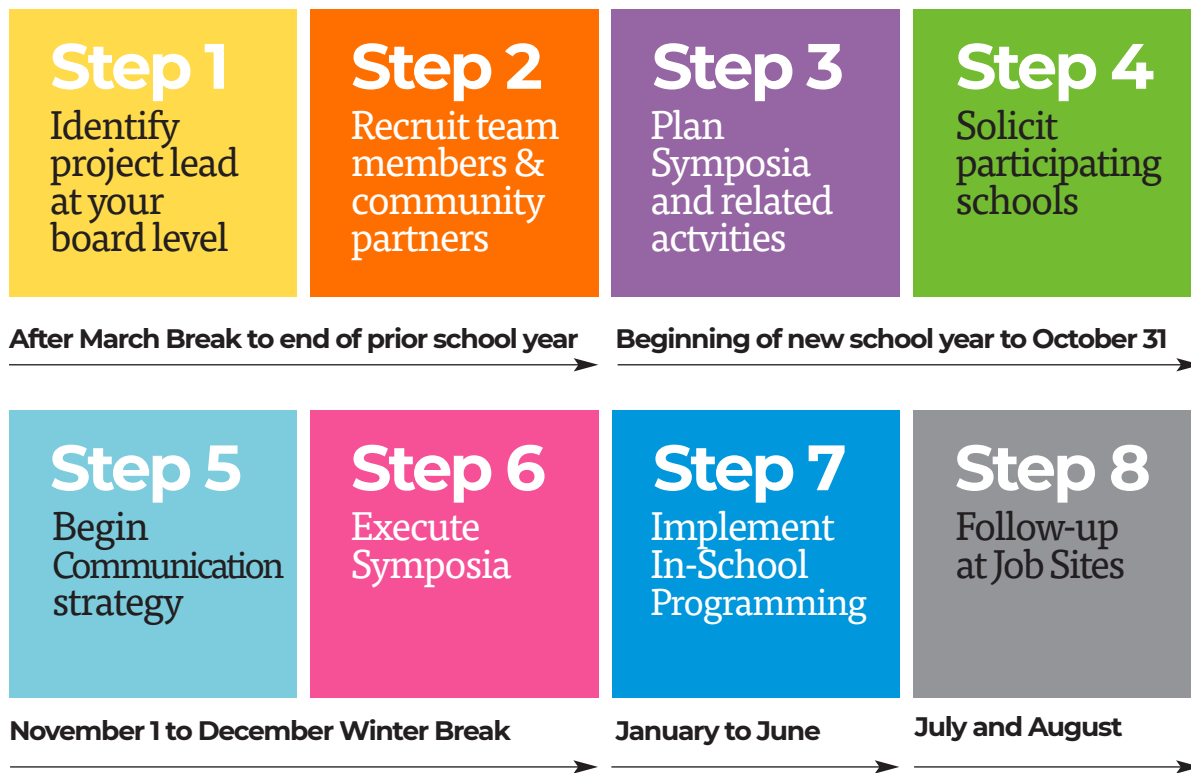 Step 1
Identify
project lead
at your
board level
Step 2
Recruit team
members &
community
partners
Step 3
Plan
Symposia
and related
actvities
Step 4
Solicit
participating
schools
After March Break to end of prior school year
Beginning of new school year to October 31
Step 5
Begin
Communication
strategy
Step 6
Execute
Symposia
Step 7
Implement
In-School
Programming
Step 8
Follow-up
at Job Sites
November 1 to December Winter Break
January to June
July and August